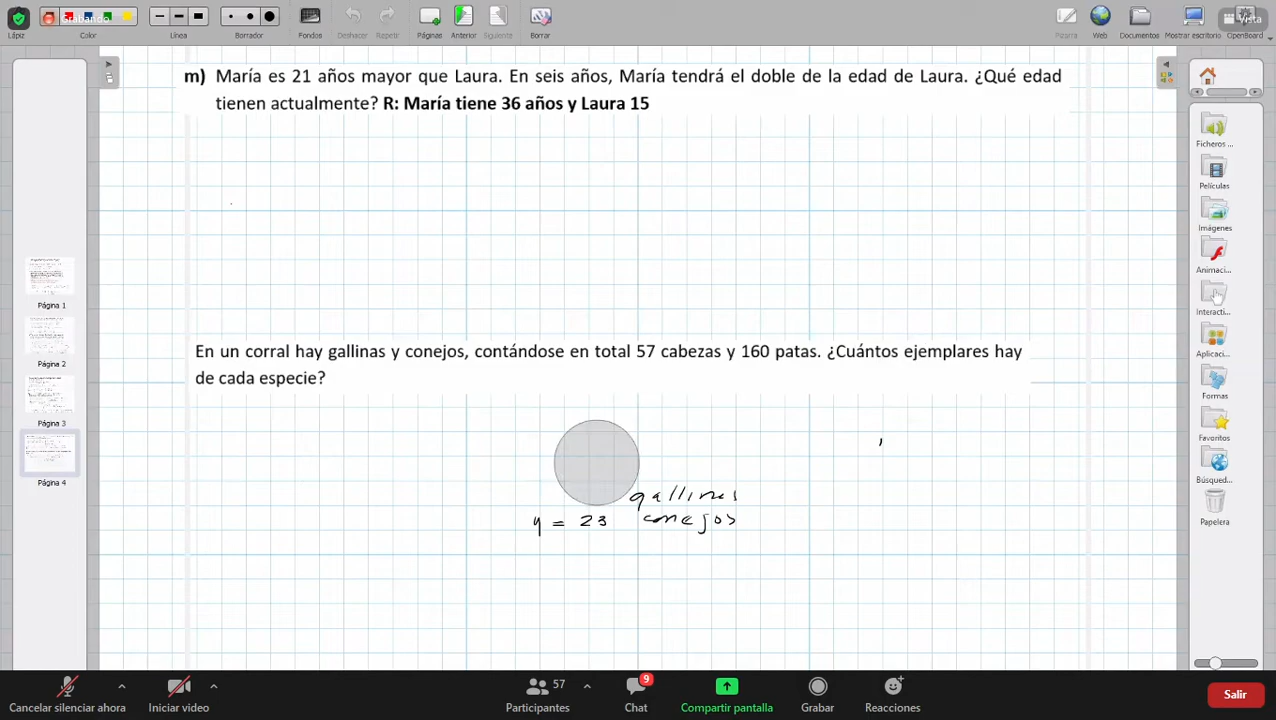 Grabando
Vista
Lápiz
Color
Línea
Borrador
Fondos
Deshacer
Repetir
Páginas
Anterior
Siguiente
Borrar
Pizarra
Web
Documentos
Mostrar escritorio
OpenBoard
m) María es 21 años mayor que Laura. En seis años, María tendrá el doble de la edad de Laura. ¿Qué edad
tienen actualmente? R: María tiene 36 años y Laura 15
En un corral hay gallinas y conejos, contándose en total 57 cabezas y 160 patas. ¿Cuántos ejemplares hay
de cada especie?
gallinas
y = 23 conejos
Página 1
Página 2
Página 3
Página 4
Ficheros ...
Películas
Imágenes
Animaci...
Interacti...
Aplicaci...
Formas
Favoritos
Búsqued...
Papelera
Cancelar silenciar ahora
Iniciar video
57
Participantes
9
Chat
Compartir pantalla
Grabar
Reacciones
Salir